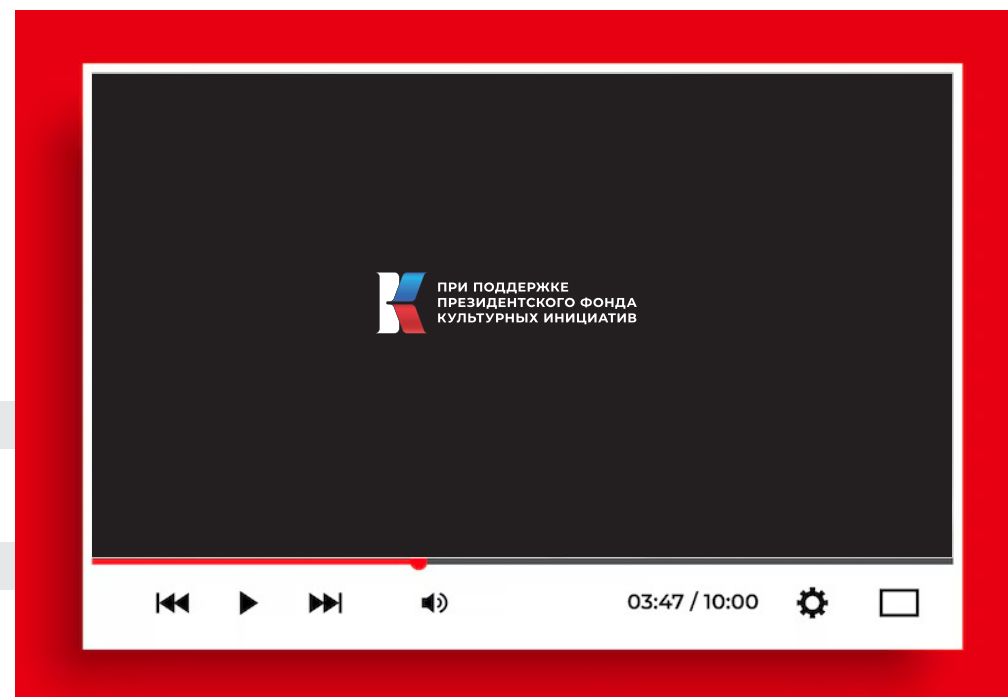 ПРИ ПОДДЕРЖКЕ
ПРЕЗИДЕНТСКОГО ФОНДА
КУЛЬТУРНЫХ ИНИЦИАТИВ
03:47 / 10:00